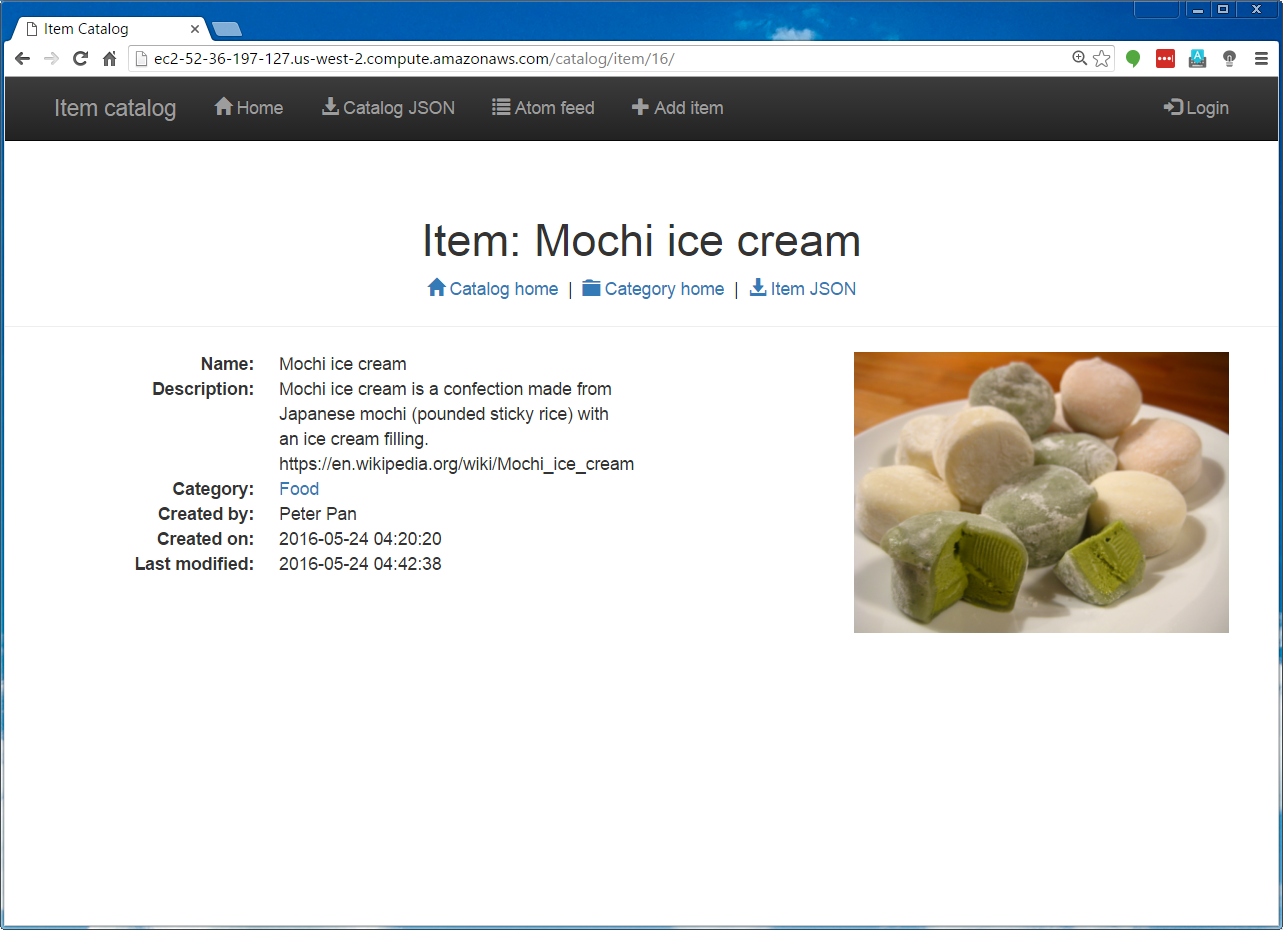 Item Catalog
ec2-52-36-197-127.us-west-2.compute.amazonaws.com/catalog/item/16/
Item catalog Home Catalog JSON Atom feed Add item Login
Item: Mochi ice cream
Catalog home | Category home | Item JSON
Name: Mochi ice cream
Description: Mochi ice cream is a confection made from
Japanese mochi (pounded sticky rice) with
an ice cream filling.
https://en.wikipedia.org/wiki/Mochi_ice_cream
Category: Food
Created by: Peter Pan
Created on: 2016-05-24 04:20:20
Last modified: 2016-05-24 04:42:38